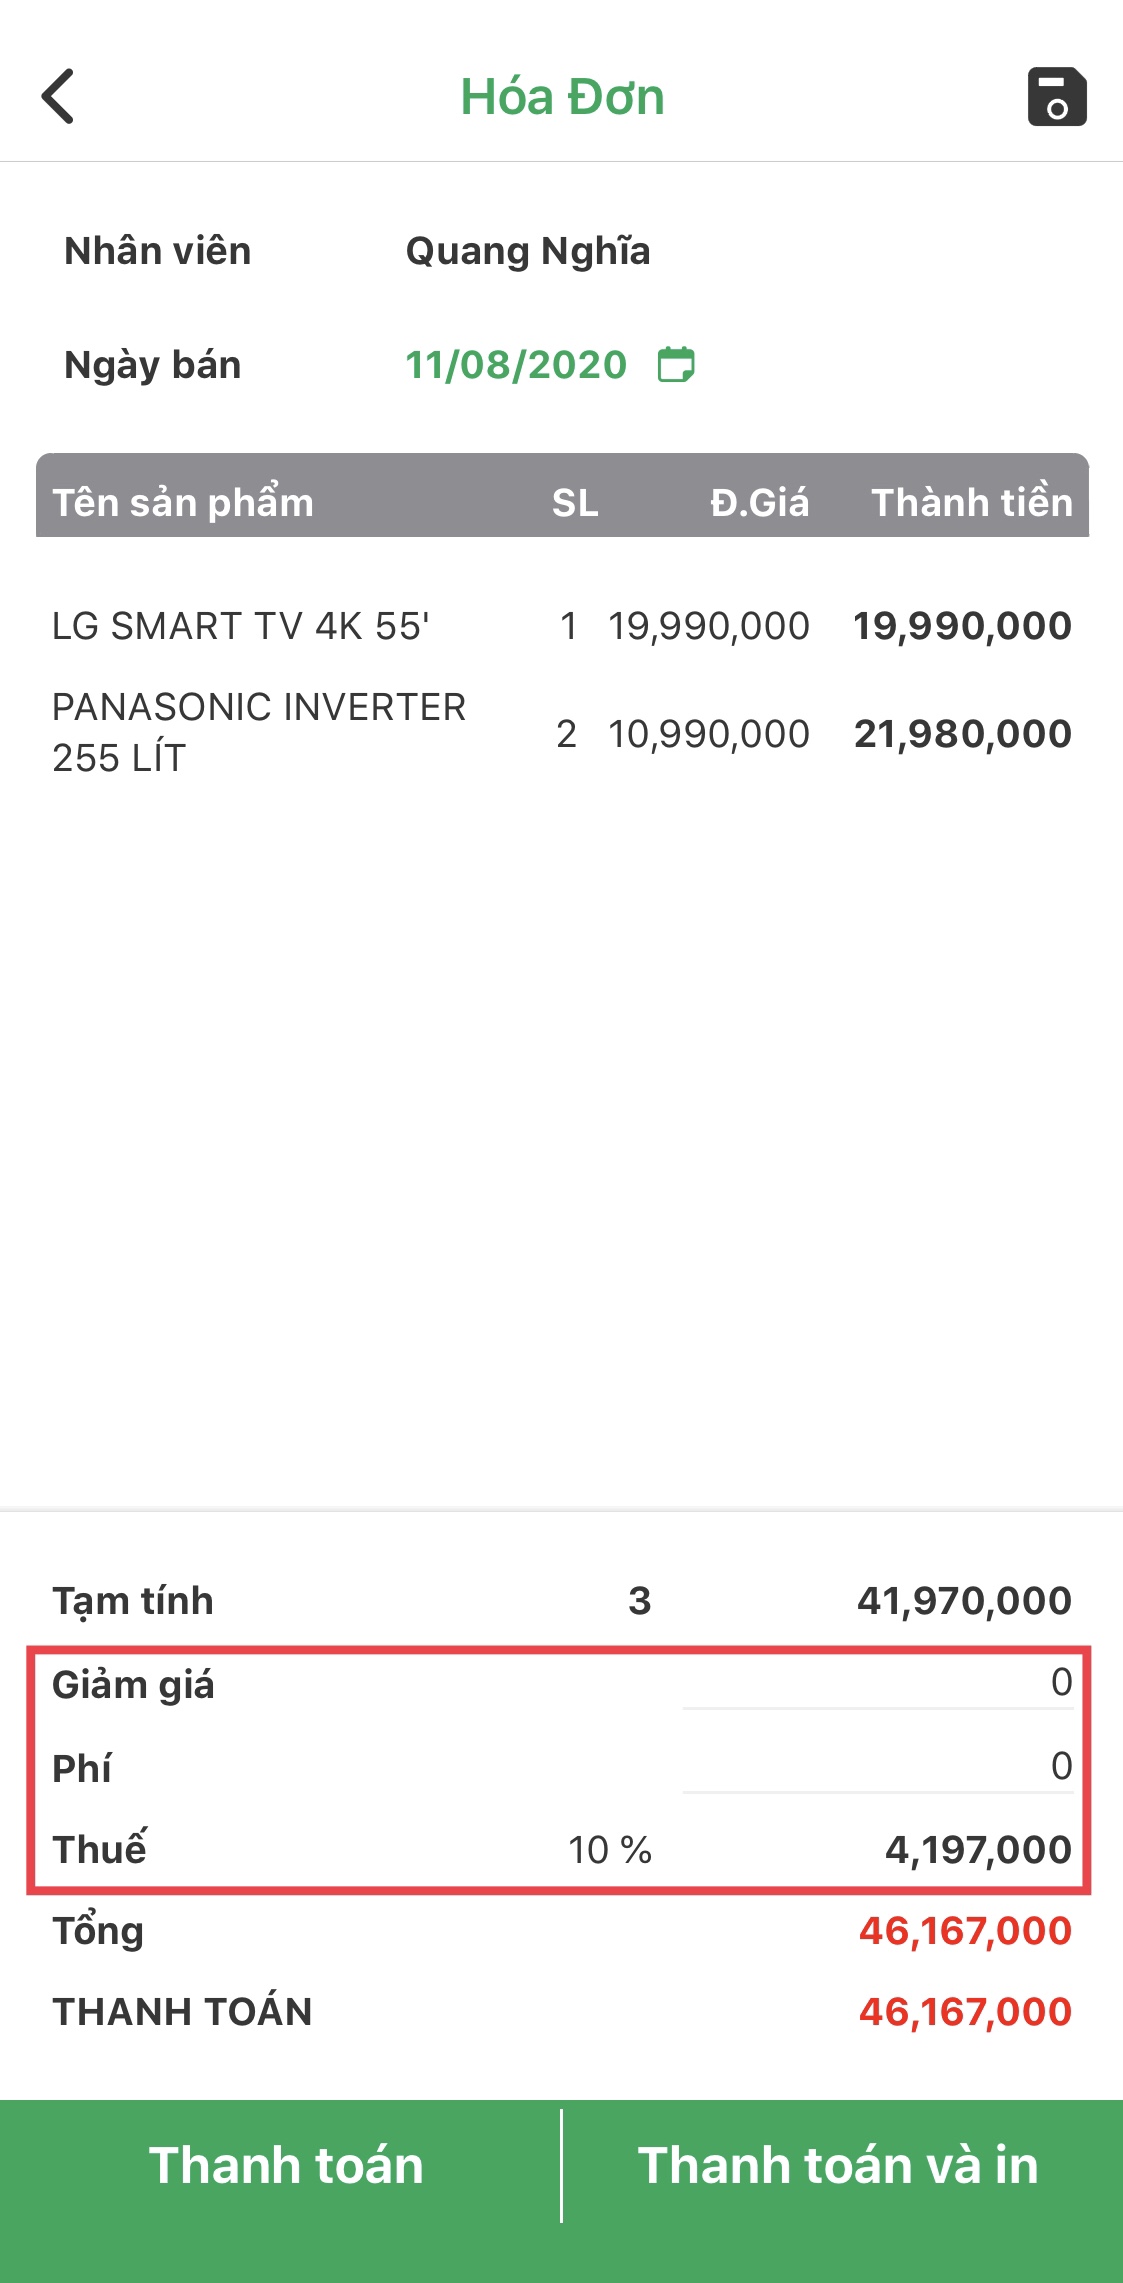 Hóa Đơn
Nhân viên Quang Nghĩa
Ngày bán 11/08/2020
Tên sản phẩm SL Đ.Giá Thành tiền
LG SMART TV 4K 55' 1 19,990,000 19,990,000
PANASONIC INVERTER
255 LÍT 2 10,990,000 21,980,000
Tạm tính 3 41,970,000
Giảm giá 0
Phí 0
Thuế 10 % 4,197,000
Tổng 46,167,000
THANH TOÁN 46,167,000
Thanh toán Thanh toán và in